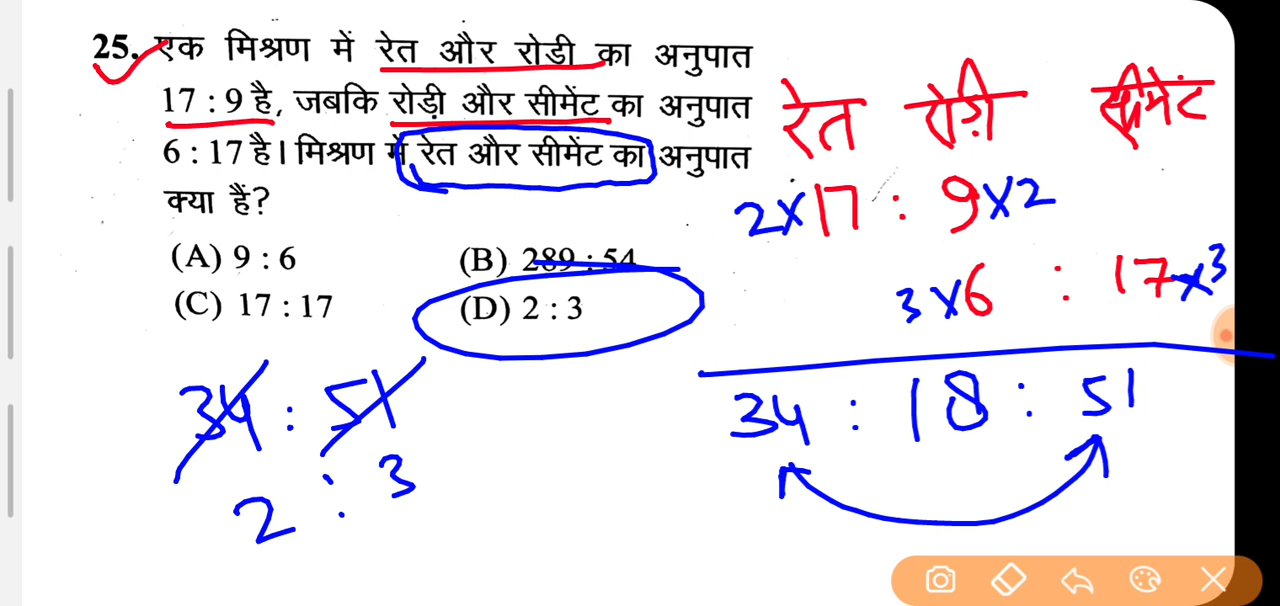 25. एक मिश्रण में रेत और रोडी का अनुपात
17 : 9 है, जबकि रोड़ी और सीमेंट का अनुपात
6 : 17 है। मिश्रण में रेत और सीमेंट का अनुपात
क्या है?
(A) 9 : 6 (B) 289 : 54
(C) 17 : 17 (D) 2 : 3
रेत रोड़ी सीमेंट
2×17 : 9×2
3×6 : 17×3
34 : 18 : 51
34 : 51
2 : 3